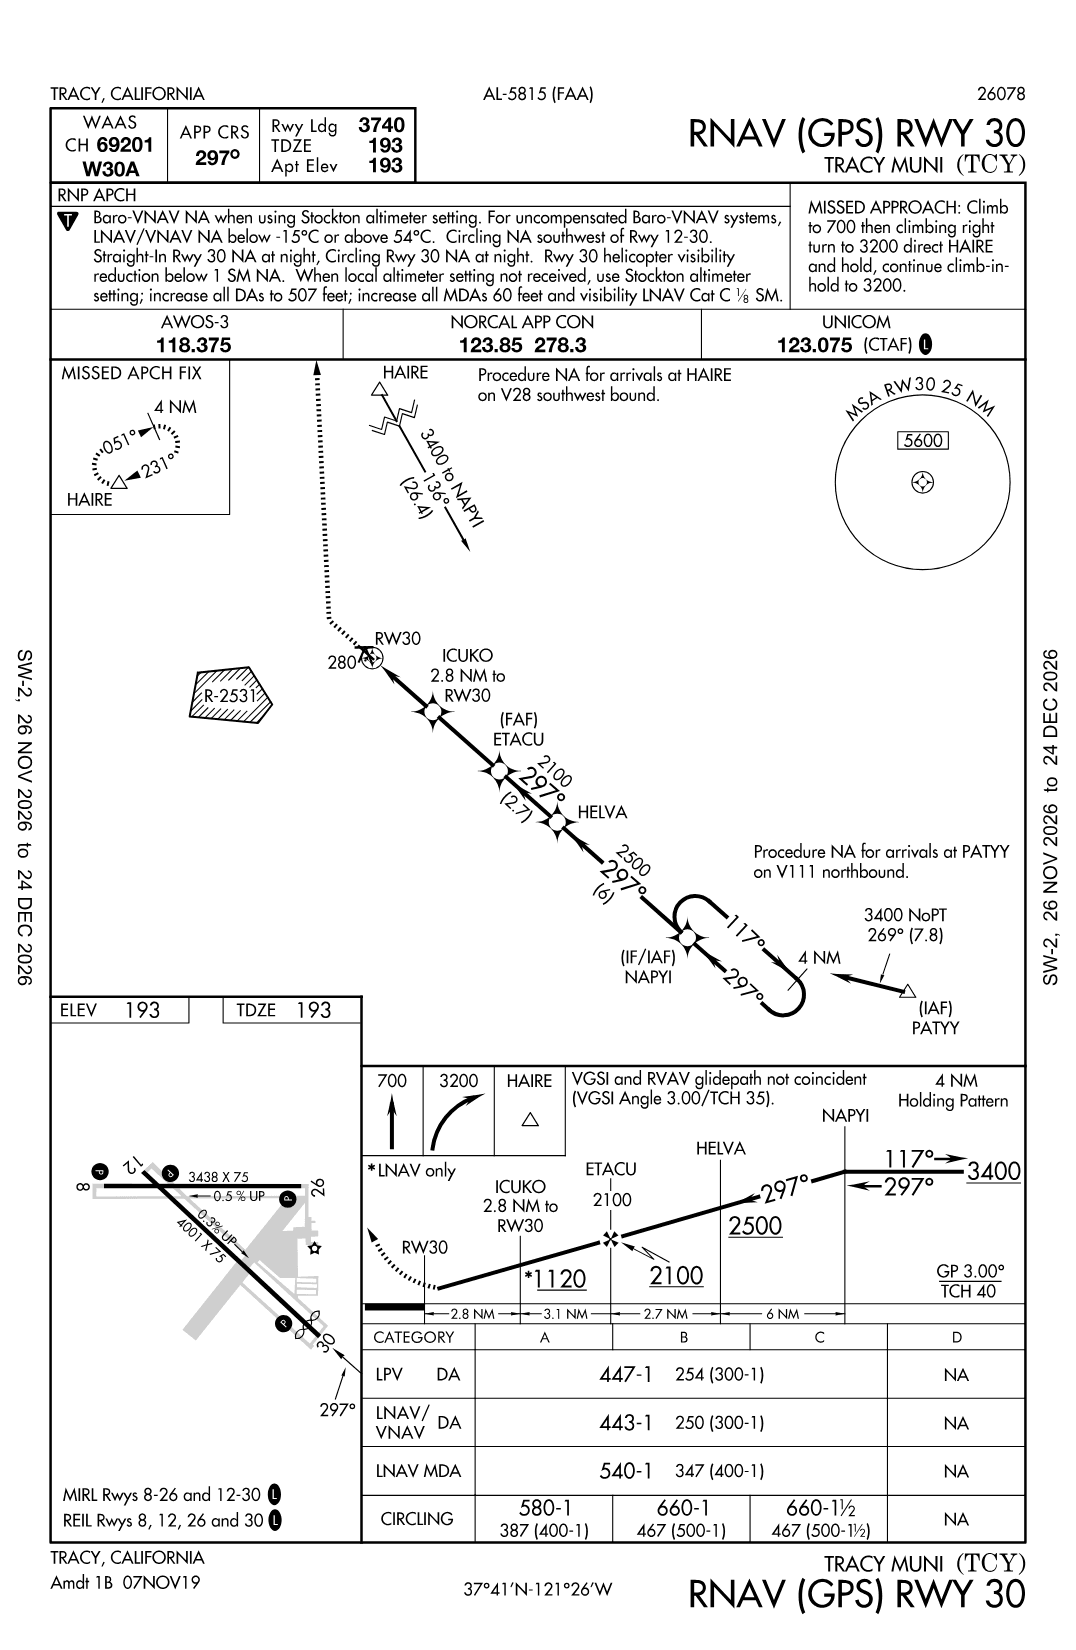 TRACY, CALIFORNIA
AL-5815 (FAA)
26078
WAAS
CH 69201
W30A
APP CRS
297°
Rwy Ldg 3740
TDZE 193
Apt Elev 193
RNAV (GPS) RWY 30
TRACY MUNI (TCY)
RNP APCH
T
Baro-VNAV NA when using Stockton altimeter setting. For uncompensated Baro-VNAV systems,
LNAV/VNAV NA below -15°C or above 54°C. Circling NA southwest of Rwy 12-30.
Straight-In Rwy 30 NA at night, Circling Rwy 30 NA at night. Rwy 30 helicopter visibility
reduction below 1 SM NA. When local altimeter setting not received, use Stockton altimeter
setting; increase all DAs to 507 feet; increase all MDAs 60 feet and visibility LNAV Cat C ⅛ SM.
MISSED APPROACH: Climb
to 700 then climbing right
turn to 3200 direct HAIRE
and hold, continue climb-in-
hold to 3200.
AWOS-3
118.375
NORCAL APP CON
123.85 278.3
UNICOM
123.075 (CTAF) L
MISSED APCH FIX
4 NM
051°
231°
HAIRE
HAIRE
3400 to NAPYI
136°
(26.4)
Procedure NA for arrivals at HAIRE
on V28 southwest bound.
MSA RW30 25 NM
5600
RW30
280
R-2531
ICUKO
2.8 NM to
RW30
(FAF)
ETACU
2100
297°
(2.7)
HELVA
2500
297°
(6)
Procedure NA for arrivals at PATYY
on V111 northbound.
3400 NoPT
269° (7.8)
117°
4 NM
297°
(IF/IAF)
NAPYI
(IAF)
PATYY
SW-2, 26 NOV 2026 to 24 DEC 2026
SW-2, 26 NOV 2026 to 24 DEC 2026
ELEV 193
TDZE 193
P
12
P
8
3438 X 75
0.5 % UP
26
P
0.3% UP
4001 X 75
P
30
297°
MIRL Rwys 8-26 and 12-30 L
REIL Rwys 8, 12, 26 and 30 L
700
3200
HAIRE
VGSI and RVAV glidepath not coincident
(VGSI Angle 3.00/TCH 35).
4 NM
Holding Pattern
NAPYI
HELVA
*LNAV only
ETACU
2100
ICUKO
2.8 NM to
RW30
RW30
117°
297°
3400
297°
2500
2100
*1120
GP 3.00°
TCH 40
2.8 NM
3.1 NM
2.7 NM
6 NM
CATEGORY A B C D
LPV DA 447-1 254 (300-1) NA
LNAV/
VNAV DA 443-1 250 (300-1) NA
LNAV MDA 540-1 347 (400-1) NA
CIRCLING 580-1 660-1 660-1½ NA
387 (400-1) 467 (500-1) 467 (500-1½)
TRACY, CALIFORNIA
Amdt 1B 07NOV19
37°41'N-121°26'W
TRACY MUNI (TCY)
RNAV (GPS) RWY 30